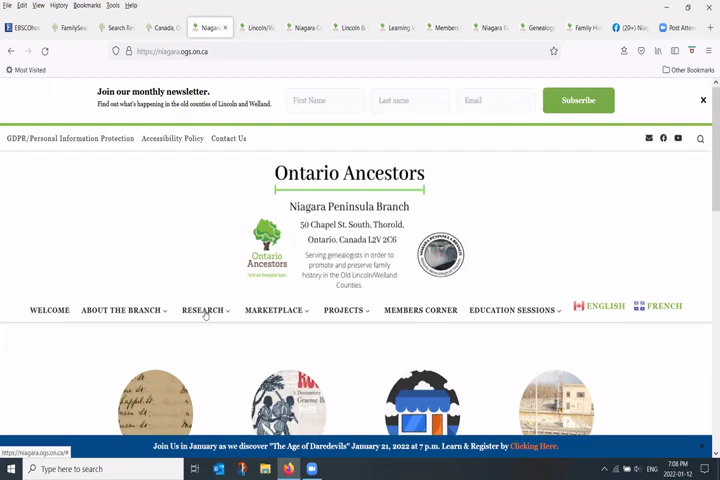 File Edit View History Bookmarks Tools Help
EBSCOhos FamilySear Search Re Canada, O Niagara Lincoln/W Niagara C Lincoln & Learning Members Niagara R Genealog Family His (20+) Niag Post Atten
https://niagara.ogs.on.ca
Most Visited Other Bookmarks
Join our monthly newsletter.
Find out what's happening in the old counties of Lincoln and Welland.
First Name Last name Email Subscribe
GDPR/Personal Information Protection Accessibility Policy Contact Us
Ontario Ancestors
Niagara Peninsula Branch
50 Chapel St. South, Thorold,
Ontario, Canada L2V 2C6
Serving genealogists in order to
promote and preserve family
history in the Old Lincoln/Welland
Counties.
Ontario
Ancestors
WELCOME ABOUT THE BRANCH RESEARCH MARKETPLACE PROJECTS MEMBERS CORNER EDUCATION SESSIONS ENGLISH FRENCH
Join Us in January as we discover "The Age of Daredevils" January 21, 2022 at 7 p.m. Learn & Register by Clicking Here.
https://niagara.ogs.on.ca/#
Type here to search
ENG
7:08 PM
2022-01-12